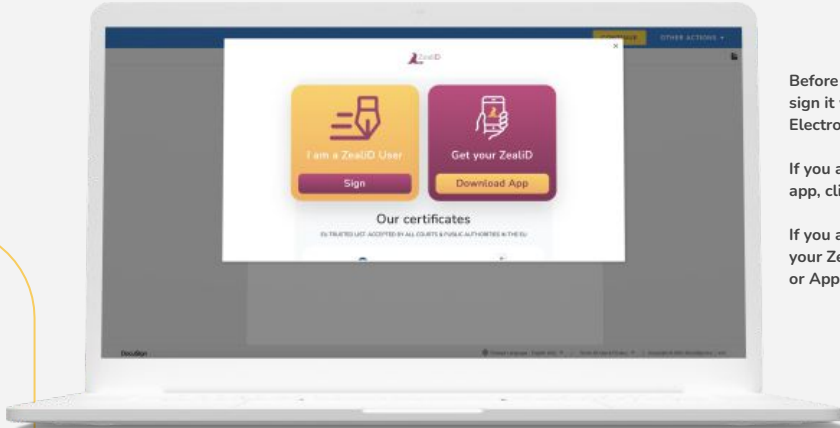 CONTINUE
OTHER ACTIONS
×
ZealiD
I am a ZealiD User
Sign
Get your ZealiD
Download App
Our certificates
EU TRUSTED LIST: ACCEPTED BY ALL COURTS & PUBLIC AUTHORITIES IN THE EU
DocuSign
Before
sign it
Electro
If you a
app, cli
If you a
your Ze
or App